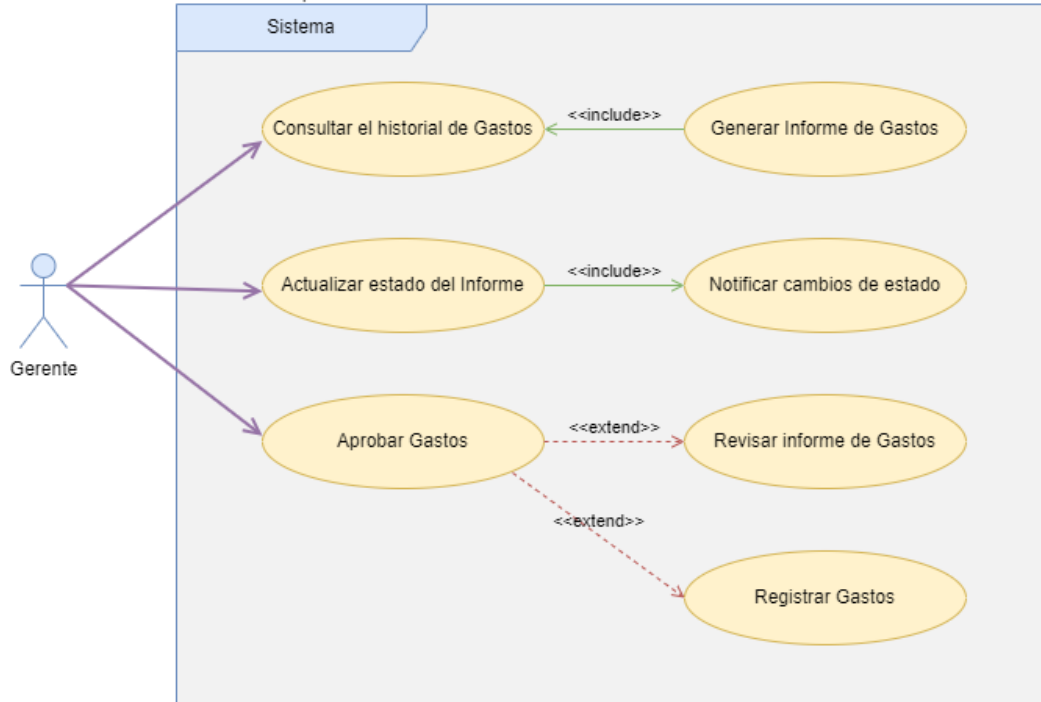 Sistema
Consultar el historial de Gastos
<<include>>
Generar Informe de Gastos
Actualizar estado del Informe
<<include>>
Notificar cambios de estado
Gerente
Aprobar Gastos
<<extend>>
Revisar informe de Gastos
<<extend>>
Registrar Gastos